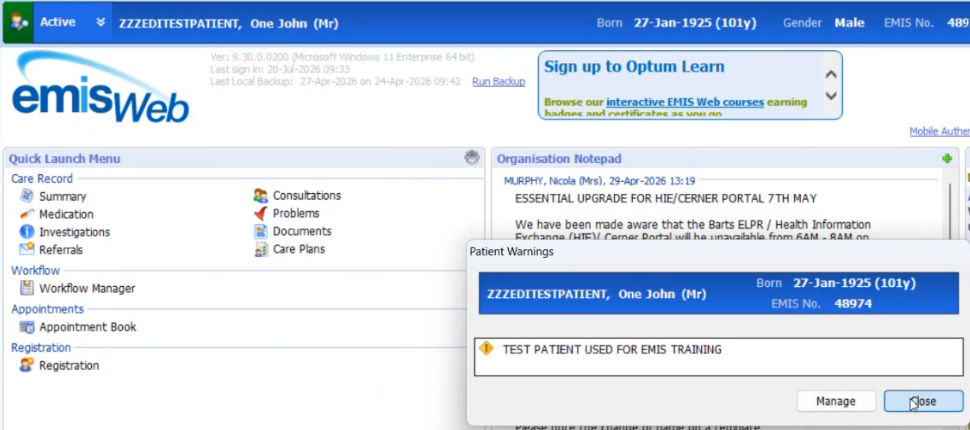 Active ZZZEDITESTPATIENT, One John (Mr) Born 27-Jan-1925 (101y) Gender Male EMIS No. 489
emisWeb
Ver: 9.30.0.0200 (Microsoft Windows 11 Enterprise 64 bit)
Last sign in: 20-Jul-2026 09:33
Last Local Backup: 27-Apr-2026 on 24-Apr-2026 09:42 Run Backup
Sign up to Optum Learn
Browse our interactive EMIS Web courses earning
badges and certificates as you go
Mobile Authen
Quick Launch Menu
Care Record
Summary
Medication
Investigations
Referrals
Consultations
Problems
Documents
Care Plans
Workflow
Workflow Manager
Appointments
Appointment Book
Registration
Registration
Organisation Notepad
MURPHY, Nicola (Mrs), 29-Apr-2026 13:19
ESSENTIAL UPGRADE FOR HIE/CERNER PORTAL 7TH MAY
We have been made aware that the Barts ELPR / Health Information
Exchange (HIE)/ Cerner Portal will be unavailable from 6AM - 8AM on
Patient Warnings
ZZZEDITESTPATIENT, One John (Mr)
Born 27-Jan-1925 (101y)
EMIS No. 48974
TEST PATIENT USED FOR EMIS TRAINING
Manage
Close
Please note the change of name on a template